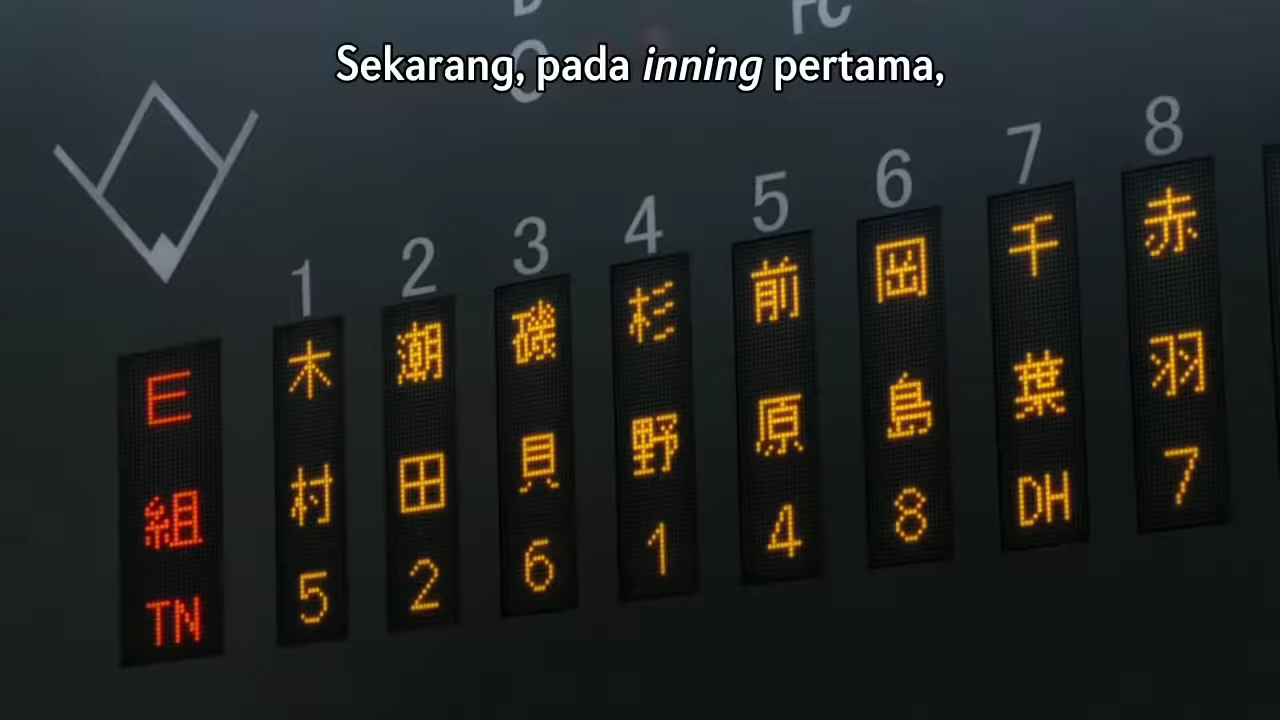 B FC
Sekarang, pada inning pertama,
1 2 3 4 5 6 7 8
E組 TN
木村 5
潮田 2
磯貝 6
杉野 1
前原 4
岡島 8
千葉 DH
赤羽 7